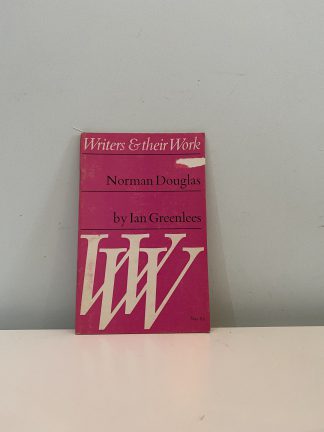 Writers & their Work
Norman Douglas
by Ian Greenlees
WW